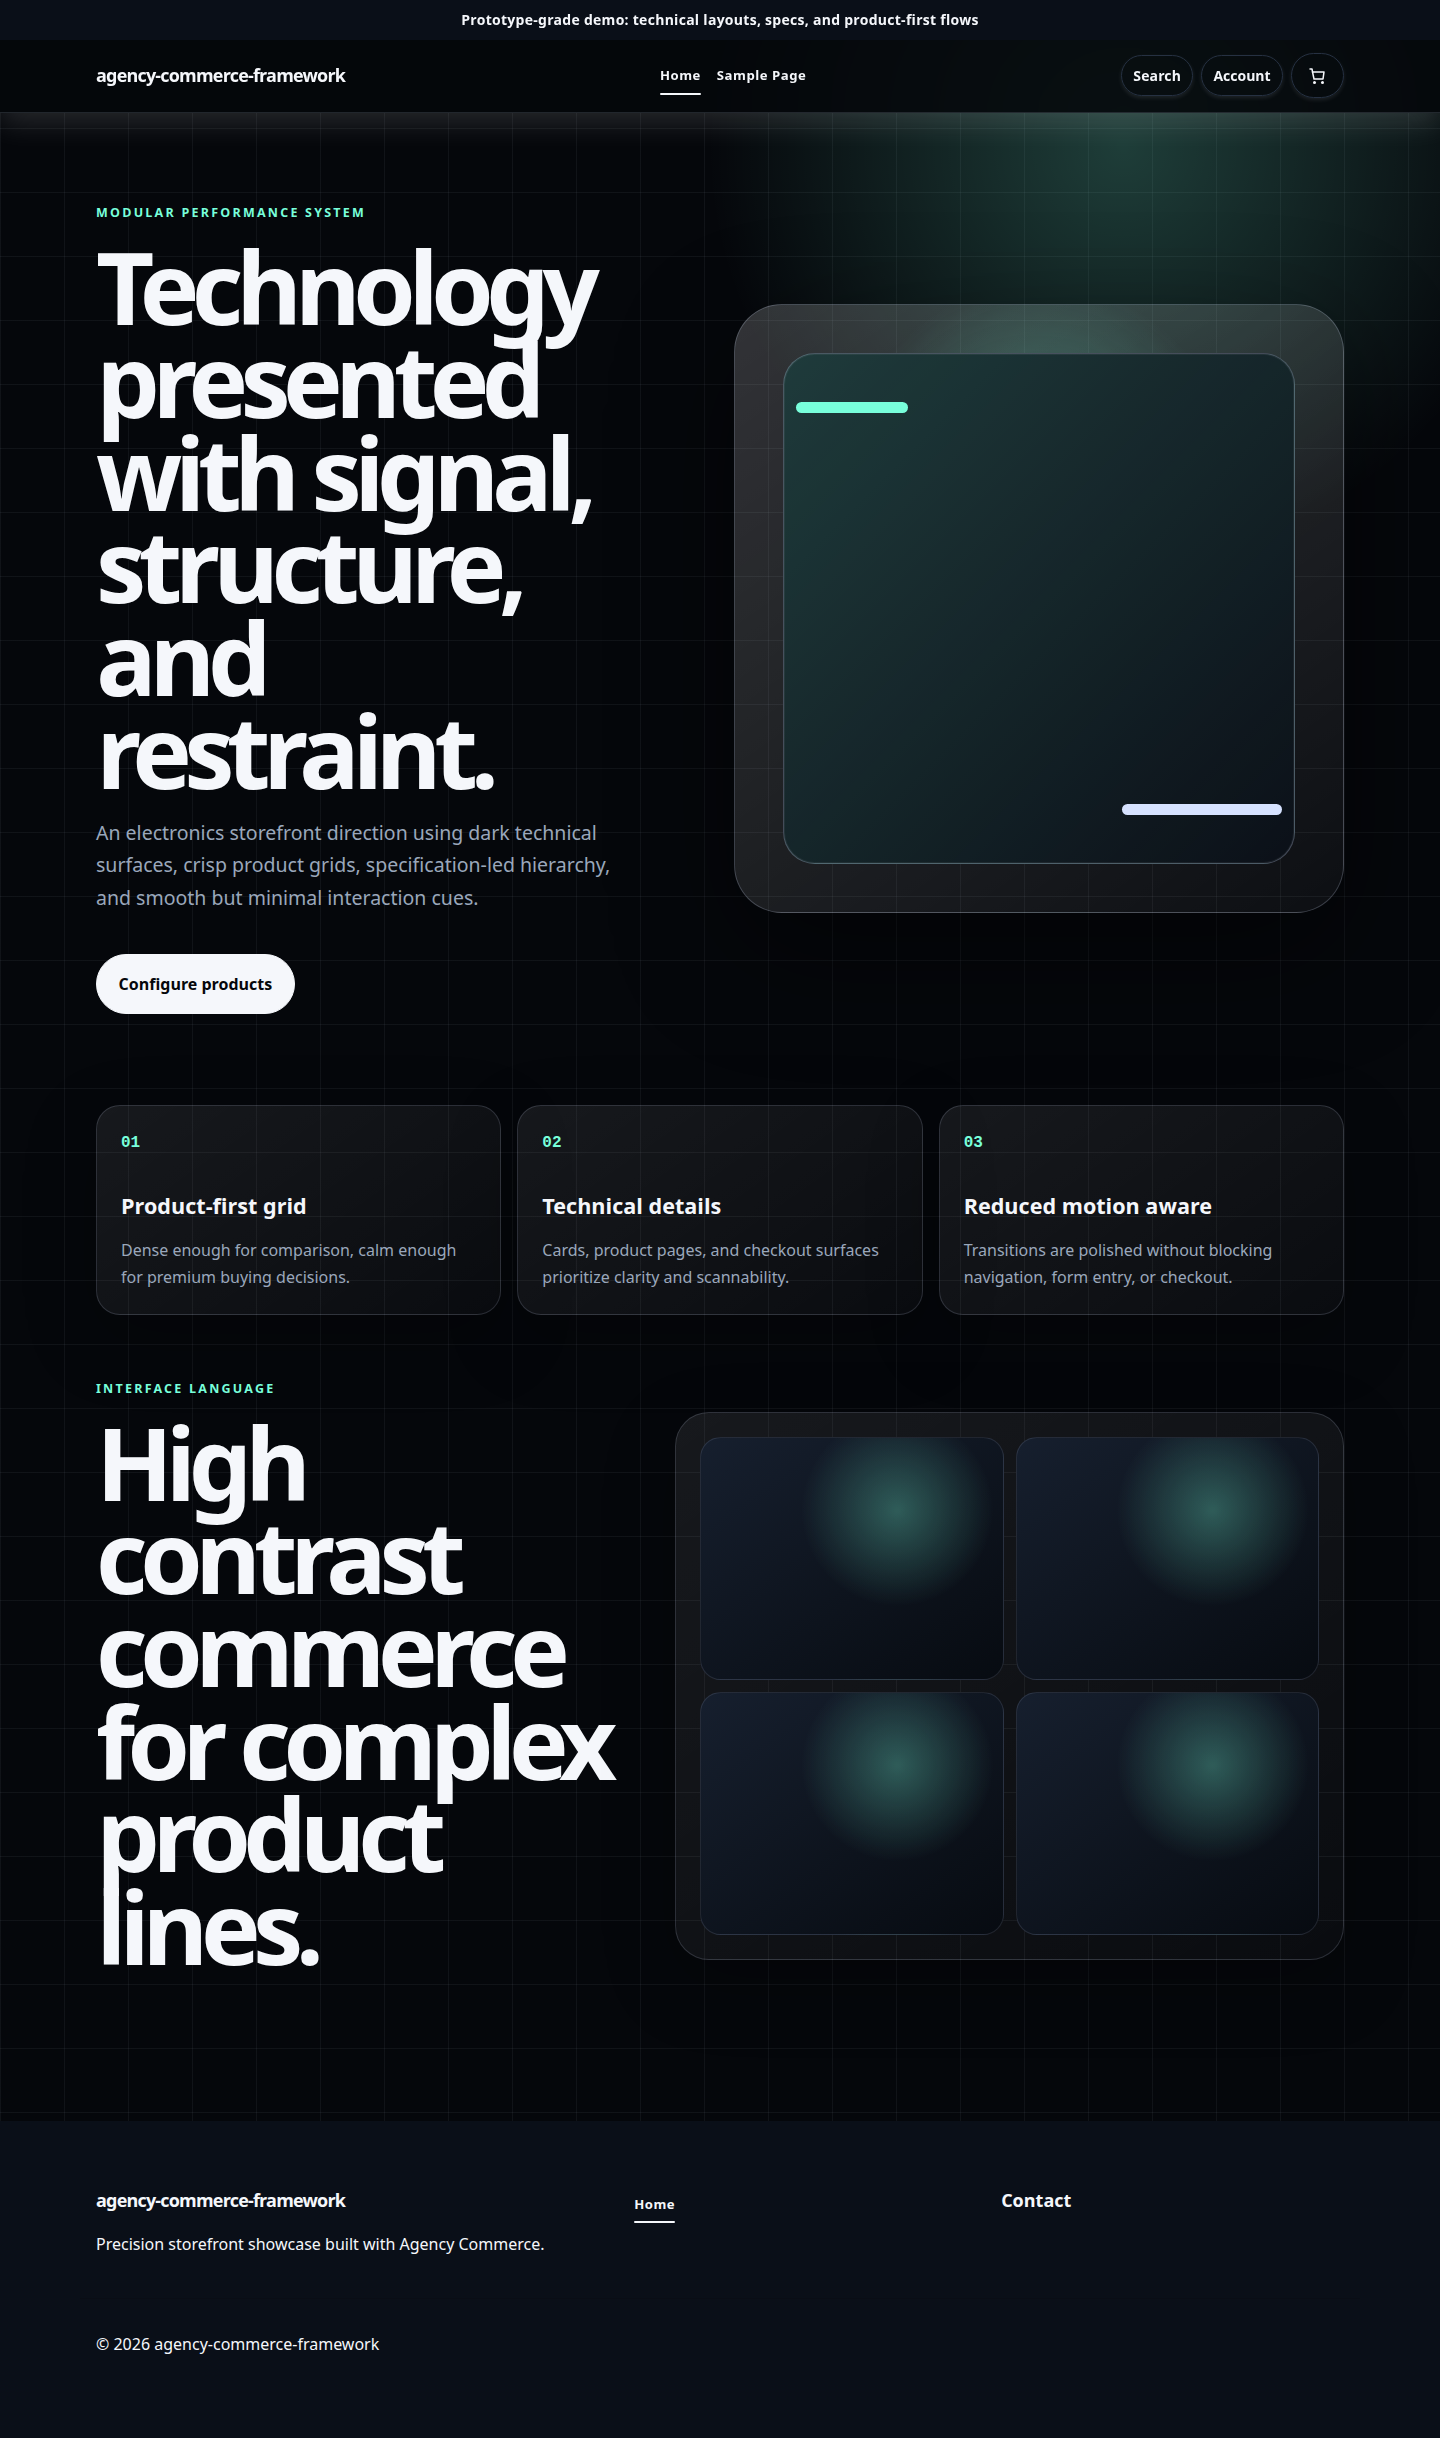 Prototype-grade demo: technical layouts, specs, and product-first flows
agency-commerce-framework
Home
Sample Page
Search
Account
MODULAR PERFORMANCE SYSTEM
Technology
presented
with signal,
structure,
and
restraint.
An electronics storefront direction using dark technical
surfaces, crisp product grids, specification-led hierarchy,
and smooth but minimal interaction cues.
Configure products
01
Product-first grid
Dense enough for comparison, calm enough
for premium buying decisions.
02
Technical details
Cards, product pages, and checkout surfaces
prioritize clarity and scannability.
03
Reduced motion aware
Transitions are polished without blocking
navigation, form entry, or checkout.
INTERFACE LANGUAGE
High
contrast
commerce
for complex
product
lines.
agency-commerce-framework
Precision storefront showcase built with Agency Commerce.
Home
Contact
© 2026 agency-commerce-framework